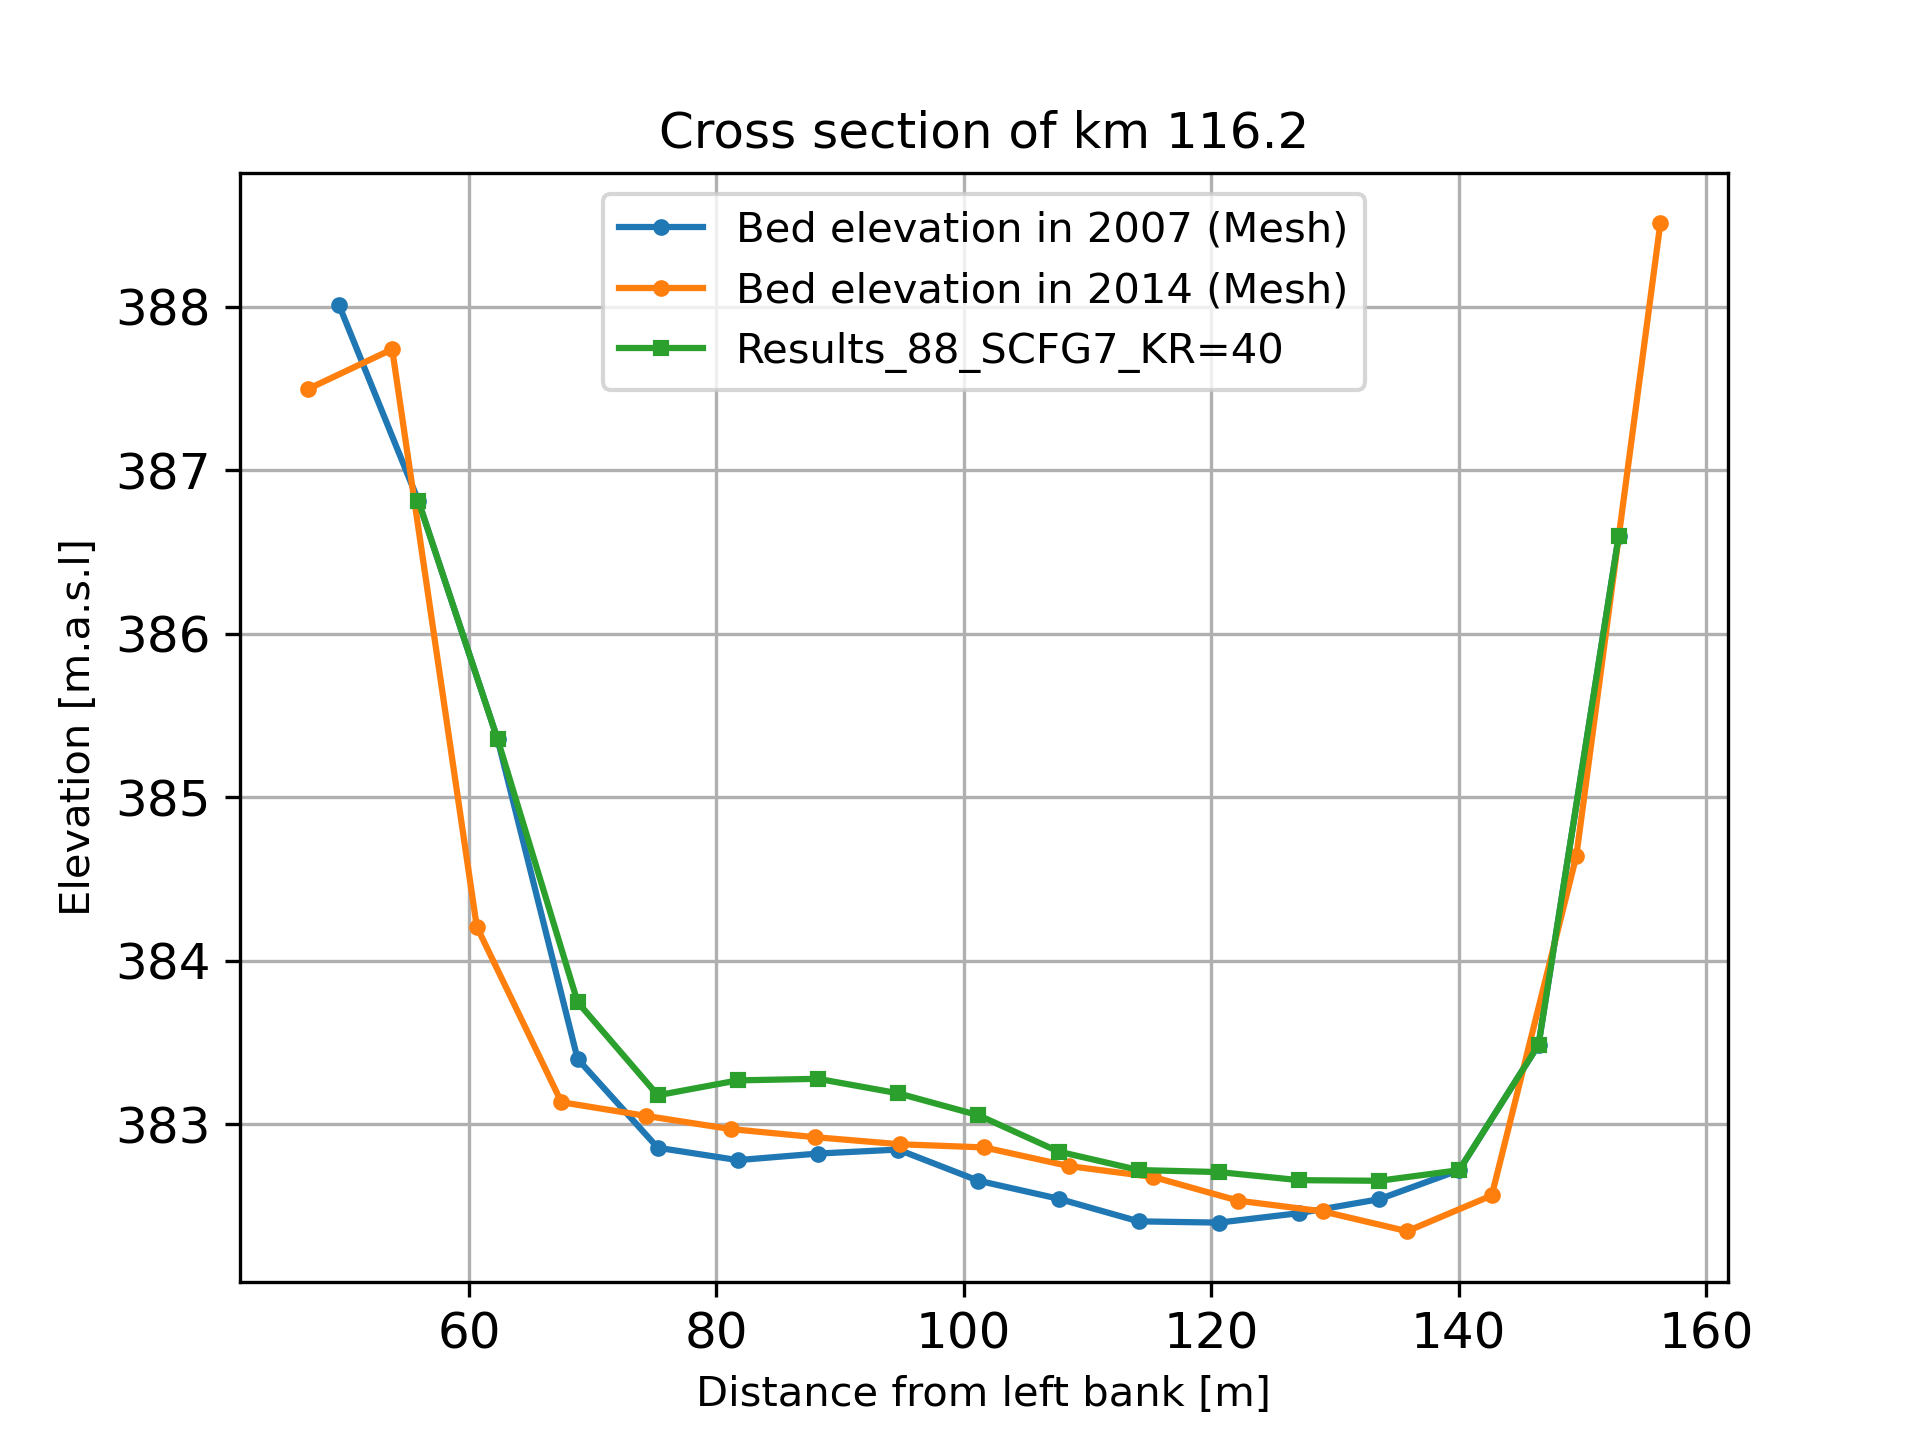 Cross section of km 116.2
Bed elevation in 2007 (Mesh)
Bed elevation in 2014 (Mesh)
Results_88_SCFG7_KR=40
388
387
386
385
384
383
Elevation [m.a.s.l]
60 80 100 120 140 160
Distance from left bank [m]